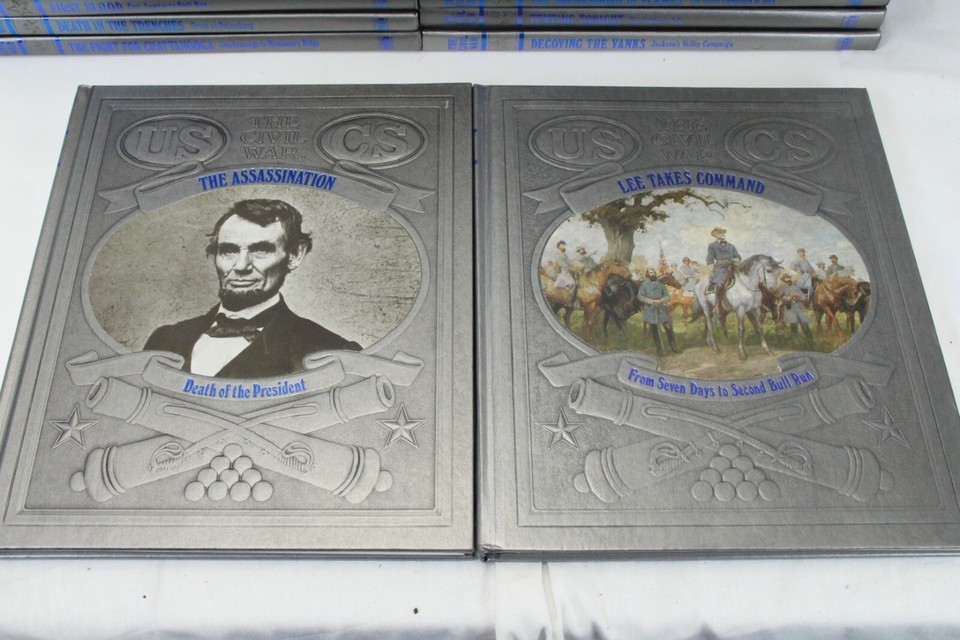 FIRST BLOOD
DEATH IN THE TRENCHES
THE FIGHT FOR CHATTANOOGA
DECOYING THE YANKS Jackson's Valley Campaign
US THE CIVIL WAR CS
THE ASSASSINATION
Death of the President
US THE CIVIL WAR CS
LEE TAKES COMMAND
From Seven Days to Second Bull Run